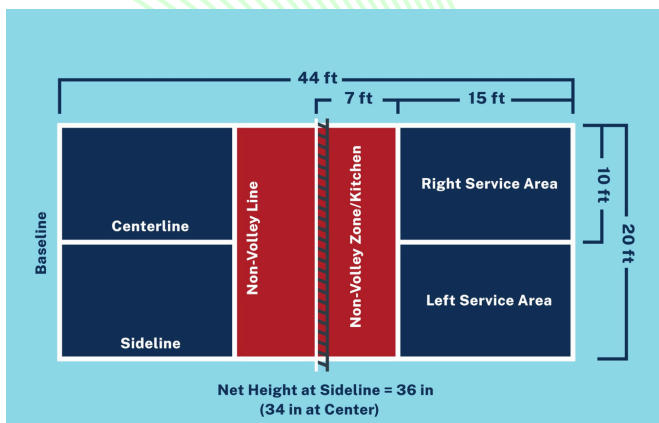 44 ft
7 ft
15 ft
Baseline
Centerline
Sideline
Non-Volley Line
Non-Volley Zone/Kitchen
Right Service Area
Left Service Area
10 ft
20 ft
Net Height at Sideline = 36 in
(34 in at Center)